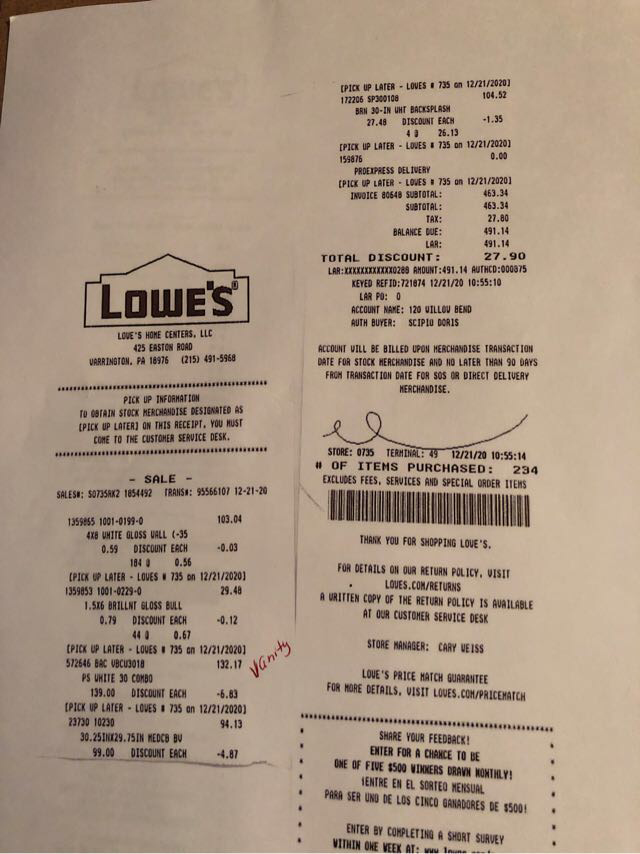 LOWE'S®
LOWE'S HOME CENTERS, LLC
425 EASTON ROAD
WARRINGTON, PA 18976 (215) 491-5968
PICK UP INFORMATION
TO OBTAIN STOCK MERCHANDISE DESIGNATED AS
[PICK UP LATER] ON THIS RECEIPT, YOU MUST
COME TO THE CUSTOMER SERVICE DESK.
- SALE -
SALES#: S0735AK2 1854492 TRANS#: 95566107 12-21-20
1359865 1001-0199-0 103.04
4X8 WHITE GLOSS WALL (-35
0.59 DISCOUNT EACH -0.03
184 @ 0.56
[PICK UP LATER - LOWES # 735 on 12/21/2020]
1359853 1001-0229-0 29.48
1.5X6 BRILLNT GLOSS BULL
0.79 DISCOUNT EACH -0.12
44 @ 0.67
[PICK UP LATER - LOWES # 735 on 12/21/2020]
572646 BAC VBCU3018 132.17
Vanity
PS WHITE 30 COMBO
139.00 DISCOUNT EACH -6.83
[PICK UP LATER - LOWES # 735 on 12/21/2020]
23730 10230 94.13
30.25INX29.75IN MEDCB BV
99.00 DISCOUNT EACH -4.87
[PICK UP LATER - LOWES # 735 on 12/21/2020]
172206 SP300108 104.52
BRN 30-IN WHT BACKSPLASH
27.48 DISCOUNT EACH -1.35
4 @ 26.13
[PICK UP LATER - LOWES # 735 on 12/21/2020]
159876 0.00
PROEXPRESS DELIVERY
[PICK UP LATER - LOWES # 735 on 12/21/2020]
INVOICE 80648 SUBTOTAL: 463.34
SUBTOTAL: 463.34
TAX: 27.80
BALANCE DUE: 491.14
LAR: 491.14
TOTAL DISCOUNT: 27.90
LAR:XXXXXXXXXXXX0288 AMOUNT:491.14 AUTHCD:000375
KEYED REFID:721874 12/21/20 10:55:10
LAR PO: 0
ACCOUNT NAME: 120 WILLOW BEND
AUTH BUYER: SCIPIO DORIS
ACCOUNT WILL BE BILLED UPON MERCHANDISE TRANSACTION
DATE FOR STOCK MERCHANDISE AND NO LATER THAN 90 DAYS
FROM TRANSACTION DATE FOR SOS OR DIRECT DELIVERY
MERCHANDISE.
STORE: 0735 TERMINAL: 49 12/21/20 10:55:14
# OF ITEMS PURCHASED: 234
EXCLUDES FEES, SERVICES AND SPECIAL ORDER ITEMS
THANK YOU FOR SHOPPING LOWE'S.
FOR DETAILS ON OUR RETURN POLICY, VISIT
LOWES.COM/RETURNS
A WRITTEN COPY OF THE RETURN POLICY IS AVAILABLE
AT OUR CUSTOMER SERVICE DESK
STORE MANAGER: CARY WEISS
LOWE'S PRICE MATCH GUARANTEE
FOR MORE DETAILS, VISIT LOWES.COM/PRICEMATCH
SHARE YOUR FEEDBACK!
ENTER FOR A CHANCE TO BE
ONE OF FIVE $500 WINNERS DRAWN MONTHLY!
¡ENTRE EN EL SORTEO MENSUAL
PARA SER UNO DE LOS CINCO GANADORES DE $500!
ENTER BY COMPLETING A SHORT SURVEY
WITHIN ONE WEEK AT: